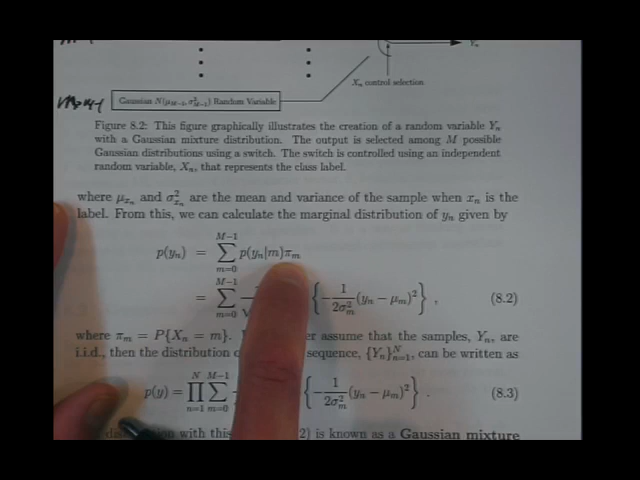 Y_n
X_n control selection.
Gaussian N(μ_{M−1}, σ²_{M−1}) Random Variable
Figure 8.2: This figure graphically illustrates the creation of a random variable Y_n
with a Gaussian mixture distribution. The output is selected among M possible
Gaussian distributions using a switch. The switch is controlled using an independent
random variable, X_n, that represents the class label.
where μ_{x_n} and σ²_{x_n} are the mean and variance of the sample when x_n is the
label. From this, we can calculate the marginal distribution of y_n given by
p(y_n) = ∑_{m=0}^{M−1} p(y_n|m)π_m
= ∑_{m=0}^{M−1} 1 {−1/(2σ²_m) (y_n − μ_m)²} , (8.2)
where π_m = P{X_n = m}. assume that the samples, Y_n, are
i.i.d., then the distribution sequence, {Y_n}_{n=1}^N, can be written as
p(y) = ∏_{n=1}^{N} ∑_{m=0}^{M−1} {−1/(2σ²_m) (y_n − μ_m)²} . (8.3)
with this 2) is known as a Gaussian mixture